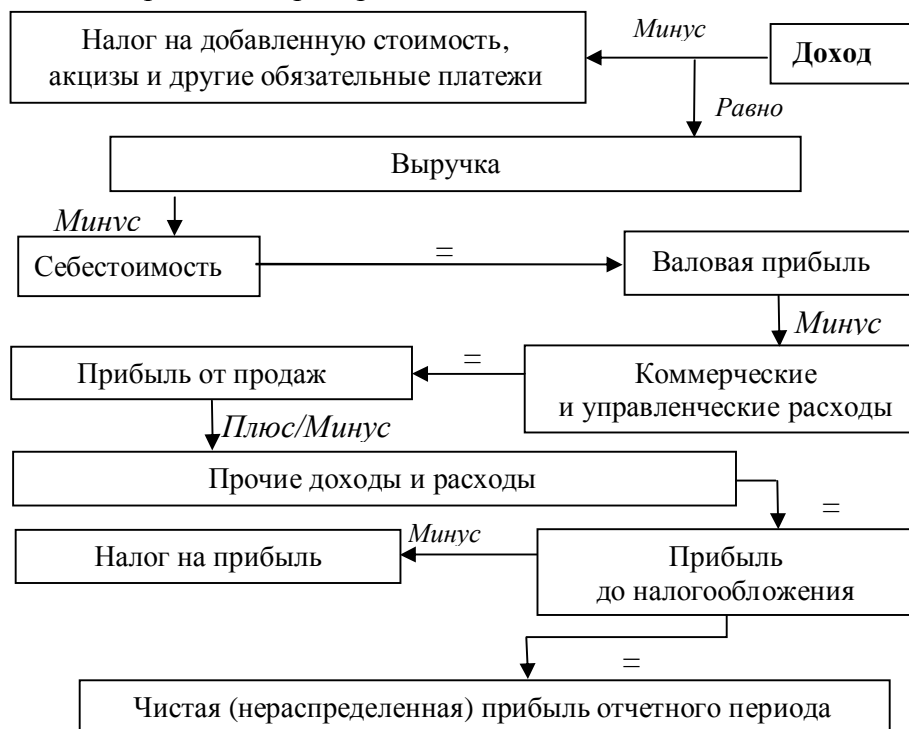 Налог на добавленную стоимость,
акцизы и другие обязательные платежи
Минус
Доход
Равно
Выручка
Минус
Себестоимость
=
Валовая прибыль
Минус
Прибыль от продаж
=
Коммерческие
и управленческие расходы
Плюс/Минус
Прочие доходы и расходы
=
Налог на прибыль
Минус
Прибыль
до налогообложения
=
Чистая (нераспределенная) прибыль отчетного периода